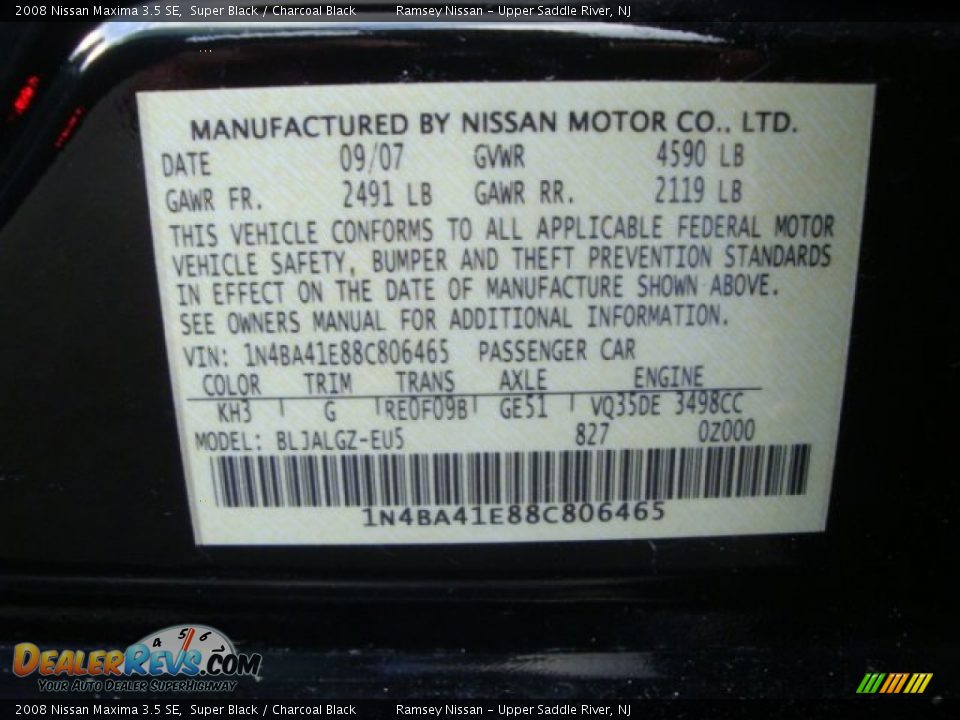 2008 Nissan Maxima 3.5 SE, Super Black / Charcoal Black Ramsey Nissan - Upper Saddle River, NJ
MANUFACTURED BY NISSAN MOTOR CO., LTD.
DATE 09/07 GVWR 4590 LB
GAWR FR. 2491 LB GAWR RR. 2119 LB
THIS VEHICLE CONFORMS TO ALL APPLICABLE FEDERAL MOTOR
VEHICLE SAFETY, BUMPER AND THEFT PREVENTION STANDARDS
IN EFFECT ON THE DATE OF MANUFACTURE SHOWN ABOVE.
SEE OWNERS MANUAL FOR ADDITIONAL INFORMATION.
VIN: 1N4BA41E88C806465 PASSENGER CAR
COLOR TRIM TRANS AXLE ENGINE
KH3 G RE0F09B GE51 VQ35DE 3498CC
MODEL: BLJALGZ-EU5 827 0Z000
1N4BA41E88C806465
4 5 6
DEALERREVS.COM
YOUR AUTO DEALER SUPERHIGHWAY
2008 Nissan Maxima 3.5 SE, Super Black / Charcoal Black Ramsey Nissan - Upper Saddle River, NJ